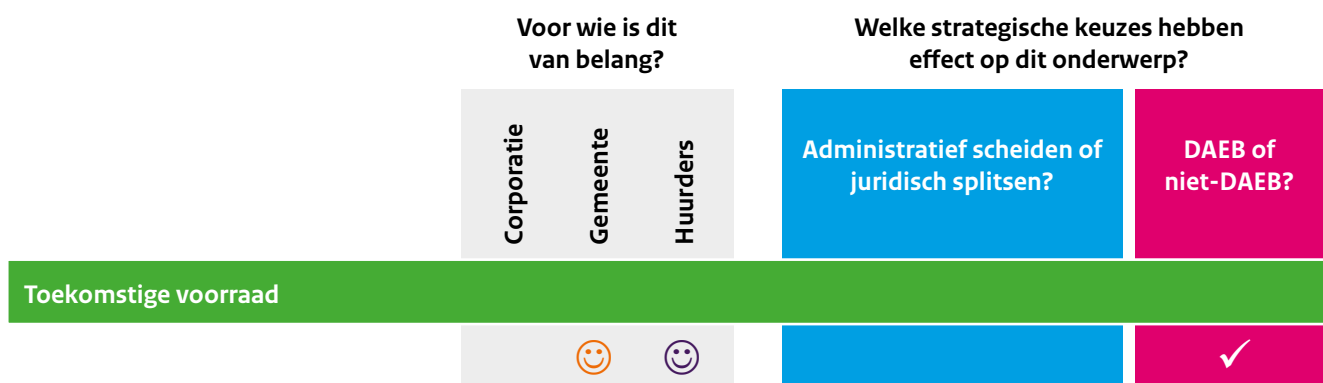 Voor wie is dit
van belang?
Welke strategische keuzes hebben
effect op dit onderwerp?
Corporatie
Gemeente
Huurders
Administratief scheiden of
juridisch splitsen?
DAEB of
niet-DAEB?
Toekomstige voorraad